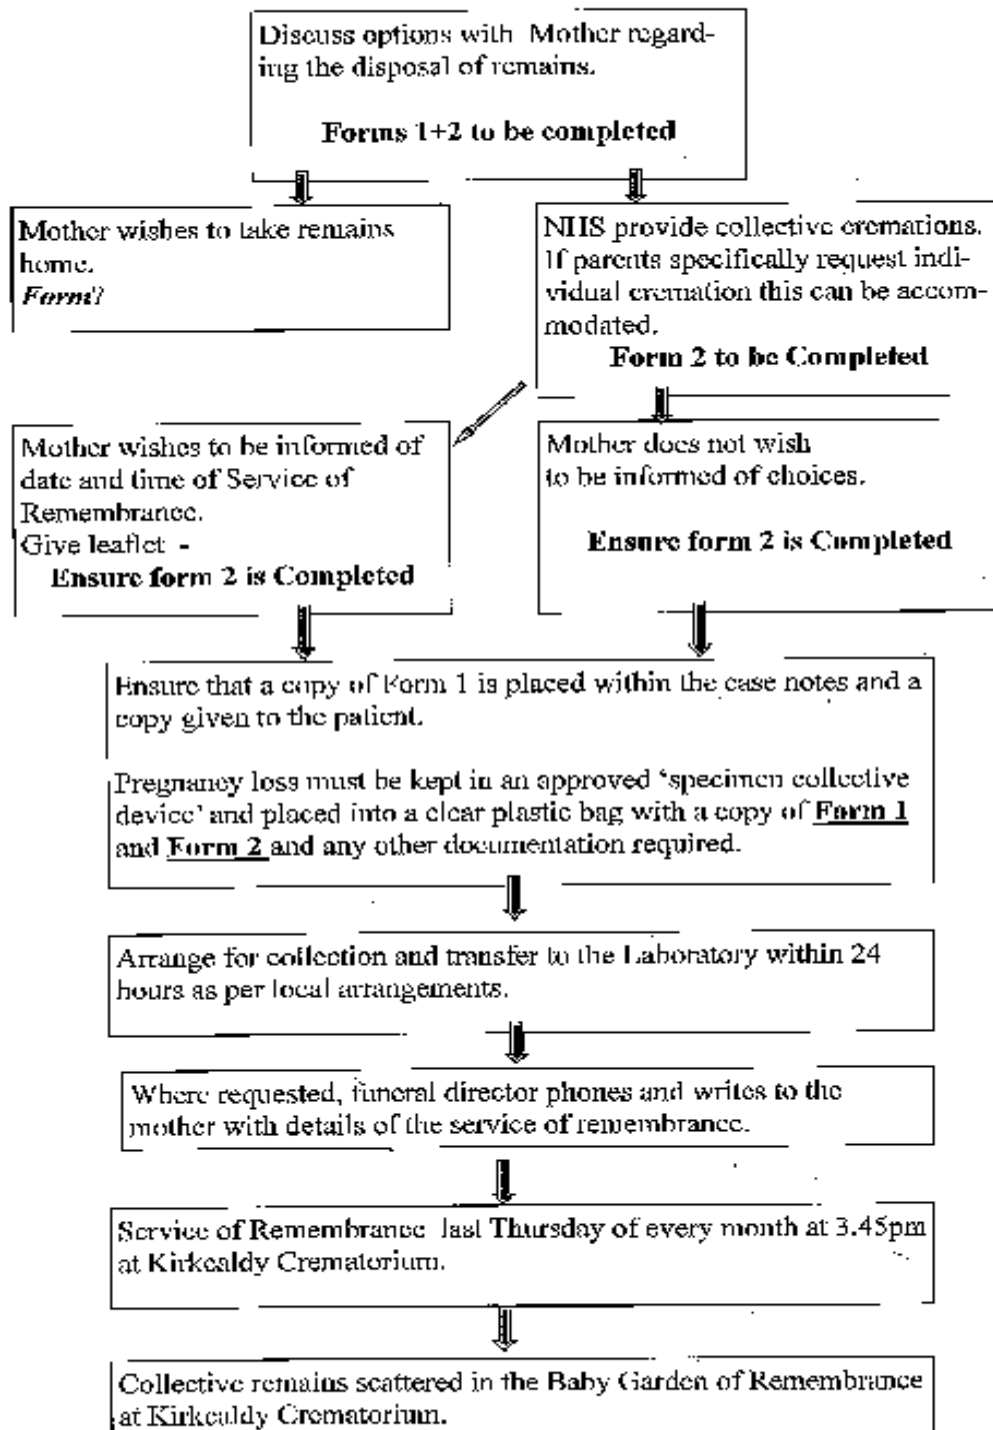 Discuss options with Mother regard-
ing the disposal of remains.
Forms 1+2 to be completed
Mother wishes to take remains
home.
Form?
NHS provide collective cremations.
If parents specifically request indi-
vidual cremation this can be accom-
modated.
Form 2 to be Completed
Mother wishes to be informed of
date and time of Service of
Remembrance.
Give leaflet -
Ensure form 2 is Completed
Mother does not wish
to be informed of choices.
Ensure form 2 is Completed
Ensure that a copy of Form 1 is placed within the case notes and a
copy given to the patient.
Pregnancy loss must be kept in an approved ‘specimen collective
device’ and placed into a clear plastic bag with a copy of Form 1
and Form 2 and any other documentation required.
Arrange for collection and transfer to the Laboratory within 24
hours as per local arrangements.
Where requested, funeral director phones and writes to the
mother with details of the service of remembrance.
Service of Remembrance last Thursday of every month at 3.45pm
at Kirkcaldy Crematorium.
Collective remains scattered in the Baby Garden of Remembrance
at Kirkcaldy Crematorium.